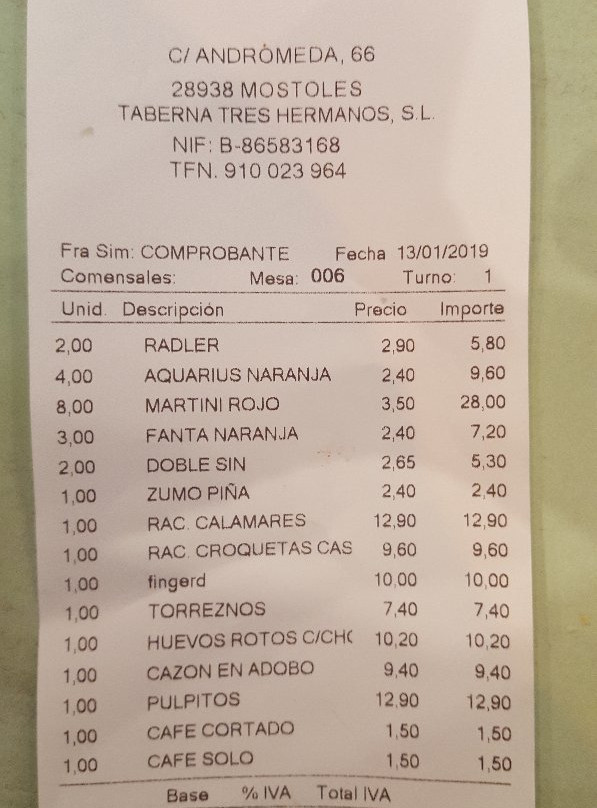 C/ ANDRÓMEDA, 66
28938 MOSTOLES
TABERNA TRES HERMANOS, S.L.
NIF: B-86583168
TFN. 910 023 964
Fra Sim: COMPROBANTE Fecha 13/01/2019
Comensales: Mesa: 006 Turno: 1
Unid. Descripción Precio Importe
2,00 RADLER 2,90 5,80
4,00 AQUARIUS NARANJA 2,40 9,60
8,00 MARTINI ROJO 3,50 28,00
3,00 FANTA NARANJA 2,40 7,20
2,00 DOBLE SIN 2,65 5,30
1,00 ZUMO PIÑA 2,40 2,40
1,00 RAC. CALAMARES 12,90 12,90
1,00 RAC. CROQUETAS CAS 9,60 9,60
1,00 fingerd 10,00 10,00
1,00 TORREZNOS 7,40 7,40
1,00 HUEVOS ROTOS C/CHO 10,20 10,20
1,00 CAZON EN ADOBO 9,40 9,40
1,00 PULPITOS 12,90 12,90
1,00 CAFE CORTADO 1,50 1,50
1,00 CAFE SOLO 1,50 1,50
Base % IVA Total IVA